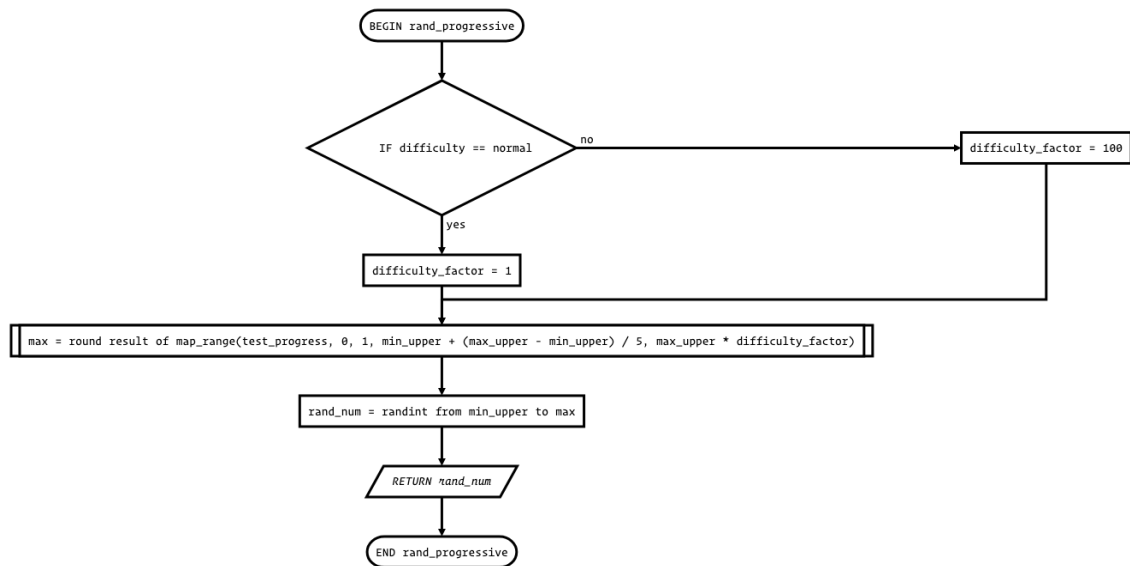 BEGIN rand_progressive
IF difficulty == normal
no
difficulty_factor = 100
yes
difficulty_factor = 1
max = round result of map_range(test_progress, 0, 1, min_upper + (max_upper - min_upper) / 5, max_upper * difficulty_factor)
rand_num = randint from min_upper to max
RETURN rand_num
END rand_progressive